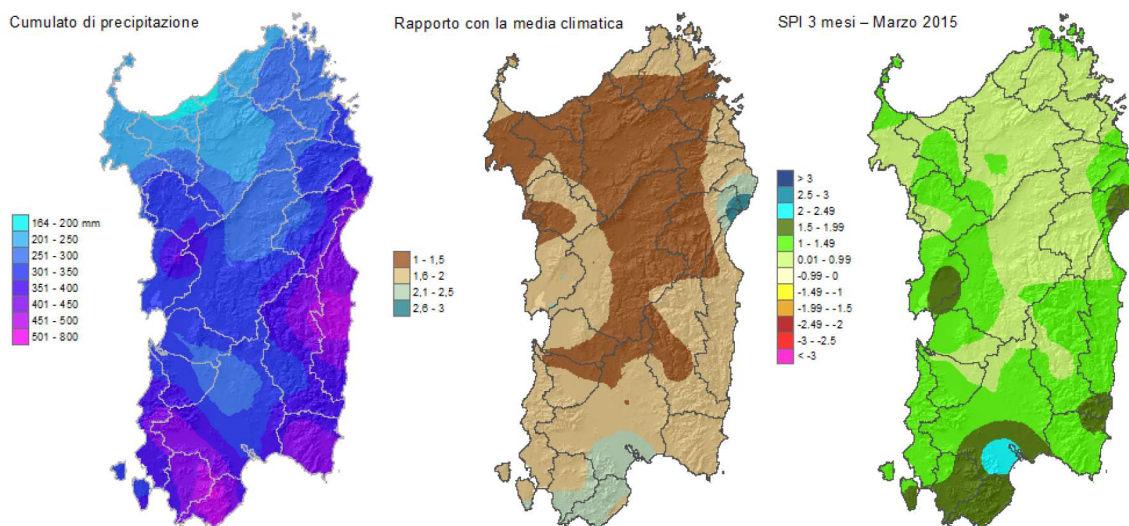 Cumulato di precipitazione
164 - 200 mm
201 - 250
251 - 300
301 - 350
351 - 400
401 - 450
451 - 500
501 - 800
Rapporto con la media climatica
1 - 1,5
1,6 - 2
2,1 - 2,5
2,6 - 3
SPI 3 mesi – Marzo 2015
> 3
2.5 - 3
2 - 2.49
1.5 - 1.99
1 - 1.49
0.01 - 0.99
-0.99 - 0
-1.49 - -1
-1.99 - -1.5
-2.49 - -2
-3 - -2.5
< -3